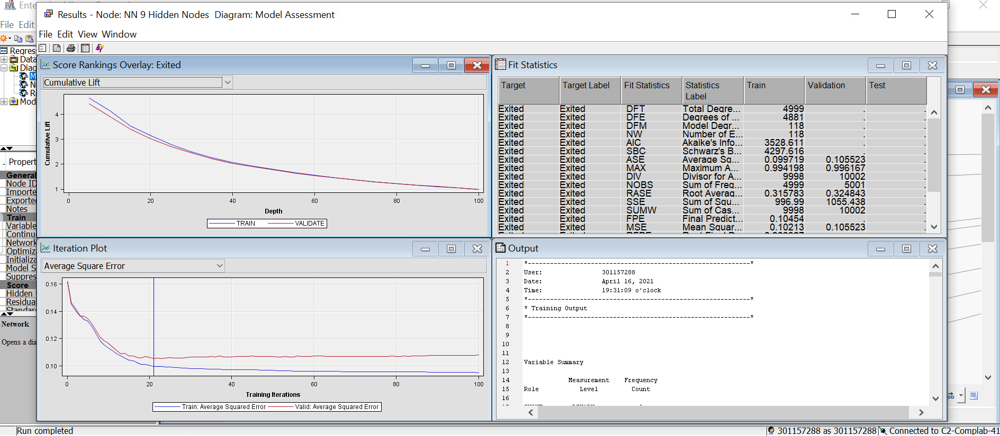 Results - Node: NN 9 Hidden Nodes Diagram: Model Assessment
File Edit
File Edit View Window
Regres
Data
Diag
M
N
R
Mod
.. Propert
General
Node ID
Importe
Exported
Notes
Train
Variable
Continu
Network
Optimiz
Initializa
Model S
Suppres
Score
Hidden
Residua
Standar
Network
Opens a dia
Score Rankings Overlay: Exited
Cumulative Lift
Cumulative Lift
4
3
2
1
0 20 40 60 80 100
Depth
TRAIN VALIDATE
Fit Statistics
Target Target Label Fit Statistics Statistics Label Train Validation Test
Exited Exited DFT Total Degre... 4999 . .
Exited Exited DFE Degrees of ... 4881 . .
Exited Exited DFM Model Degr... 118 . .
Exited Exited NW Number of E... 118 . .
Exited Exited AIC Akaike's Info... 3528.611 . .
Exited Exited SBC Schwarz's B... 4297.616 . .
Exited Exited ASE Average Sq... 0.099719 0.105523 .
Exited Exited MAX Maximum A... 0.994198 0.996167 .
Exited Exited DIV Divisor for A... 9998 10002 .
Exited Exited NOBS Sum of Freq... 4999 5001 .
Exited Exited RASE Root Averag... 0.315783 0.324843 .
Exited Exited SSE Sum of Squ... 996.99 1055.438 .
Exited Exited SUMW Sum of Cas... 9998 10002 .
Exited Exited FPE Final Predict... 0.10454 . .
Exited Exited MSE Mean Squar... 0.10213 0.105523 .
Iteration Plot
Average Square Error
0.16
0.14
0.12
0.10
0 20 40 60 80 100
Training Iterations
Train: Average Squared Error Valid: Average Squared Error
Output
1 *------------------------------------------------------------*
2 User: 301157288
3 Date: April 16, 2021
4 Time: 19:31:09 o'clock
5 *------------------------------------------------------------*
6 * Training Output
7 *------------------------------------------------------------*
8
9
10
11
12 Variable Summary
13
14 Measurement Frequency
15 Role Level Count
16
Run completed
301157288 as 301157288
Connected to C2-Complab-41